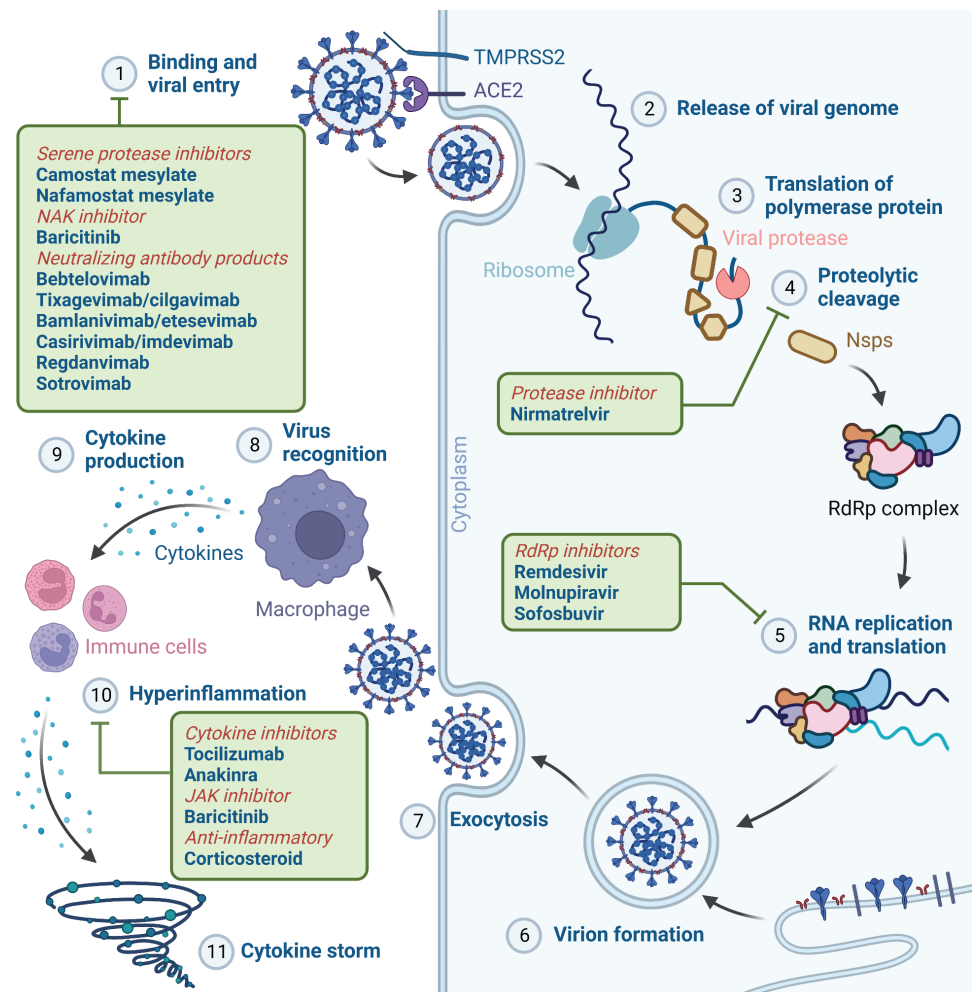 1
Binding and
viral entry
Serene protease inhibitors
Camostat mesylate
Nafamostat mesylate
NAK inhibitor
Baricitinib
Neutralizing antibody products
Bebtelovimab
Tixagevimab/cilgavimab
Bamlanivimab/etesevimab
Casirivimab/imdevimab
Regdanvimab
Sotrovimab
TMPRSS2
ACE2
2
Release of viral genome
Ribosome
3
Translation of
polymerase protein
Viral protease
4
Proteolytic
cleavage
Nsps
Protease inhibitor
Nirmatrelvir
RdRp complex
Cytoplasm
RdRp inhibitors
Remdesivir
Molnupiravir
Sofosbuvir
5
RNA replication
and translation
6
Virion formation
7
Exocytosis
8
Virus
recognition
Macrophage
9
Cytokine
production
Cytokines
Immune cells
10
Hyperinflammation
Cytokine inhibitors
Tocilizumab
Anakinra
JAK inhibitor
Baricitinib
Anti-inflammatory
Corticosteroid
11
Cytokine storm